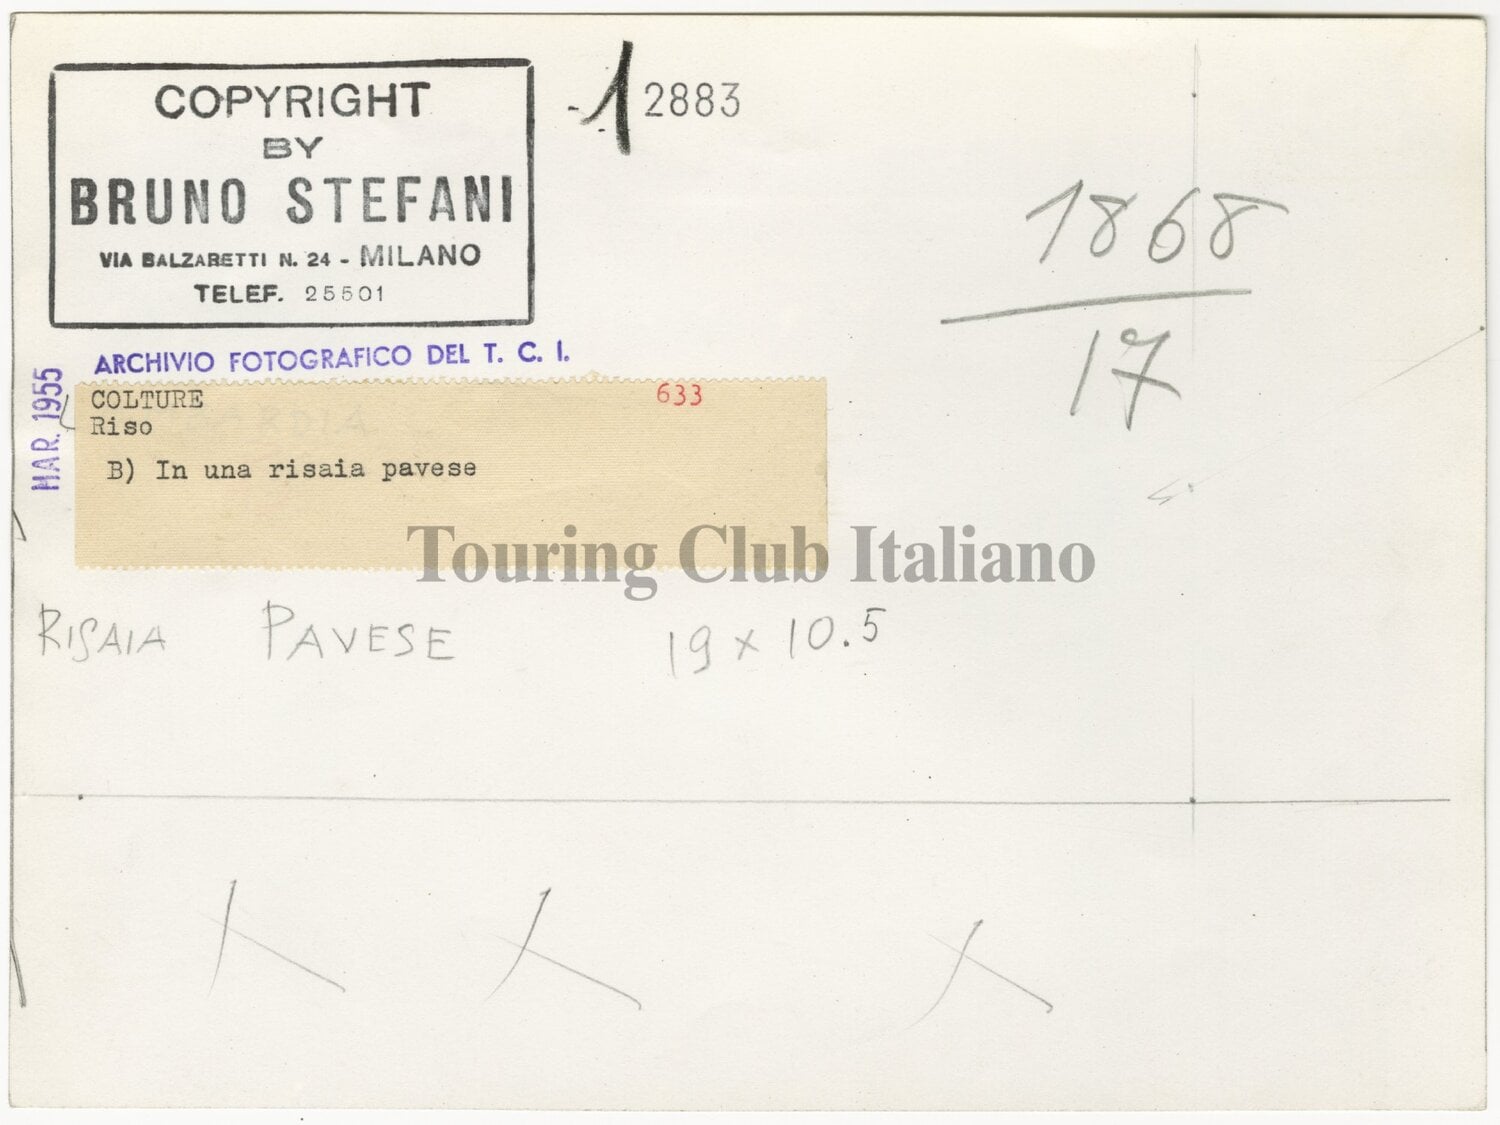 COPYRIGHT
BY
BRUNO STEFANI
VIA BALZARETTI N. 24 - MILANO
TELEF. 25501
-1 2883
1868
17
ARCHIVIO FOTOGRAFICO DEL T. C. I.
MAR. 1955
COLTURE 633
Riso
B) In una risaia pavese
Touring Club Italiano
RISAIA PAVESE 19 x 10.5